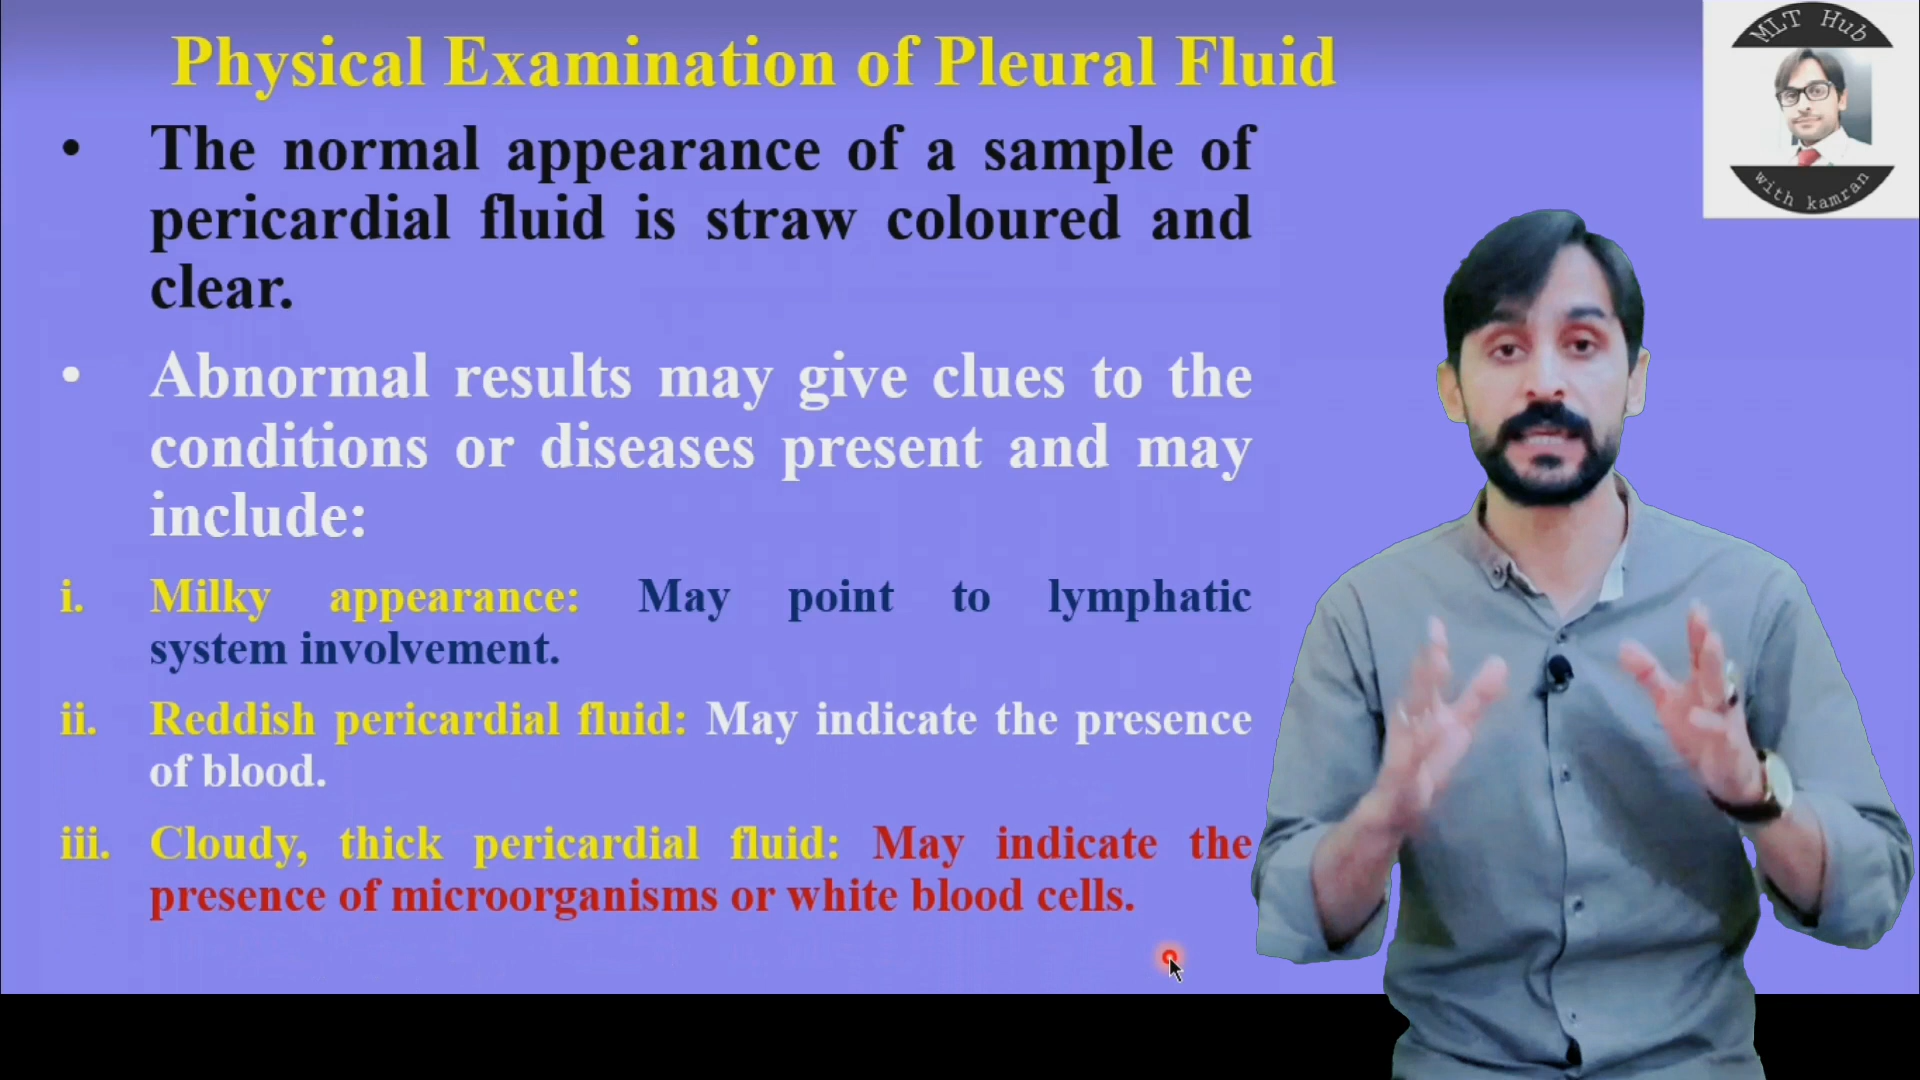 Physical Examination of Pleural Fluid
MLT Hub
• The normal appearance of a sample of
pericardial fluid is straw coloured and
clear.
with kamran
• Abnormal results may give clues to the
conditions or diseases present and may
include:
i. Milky appearance: May point to lymphatic
system involvement.
ii. Reddish pericardial fluid: May indicate the presence
of blood.
iii. Cloudy, thick pericardial fluid: May indicate the
presence of microorganisms or white blood cells.